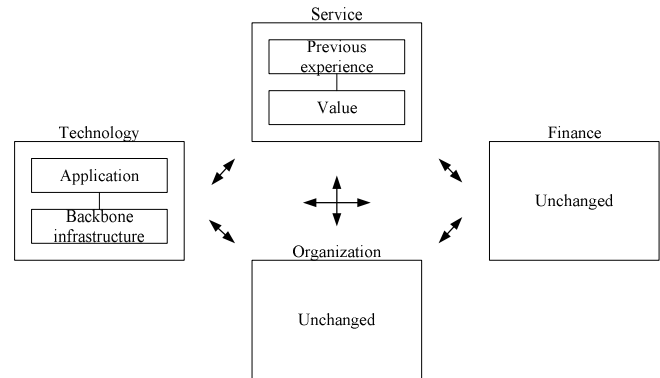 Service
Previous
experience
Value
Technology
Application
Backbone
infrastructure
Finance
Unchanged
Organization
Unchanged